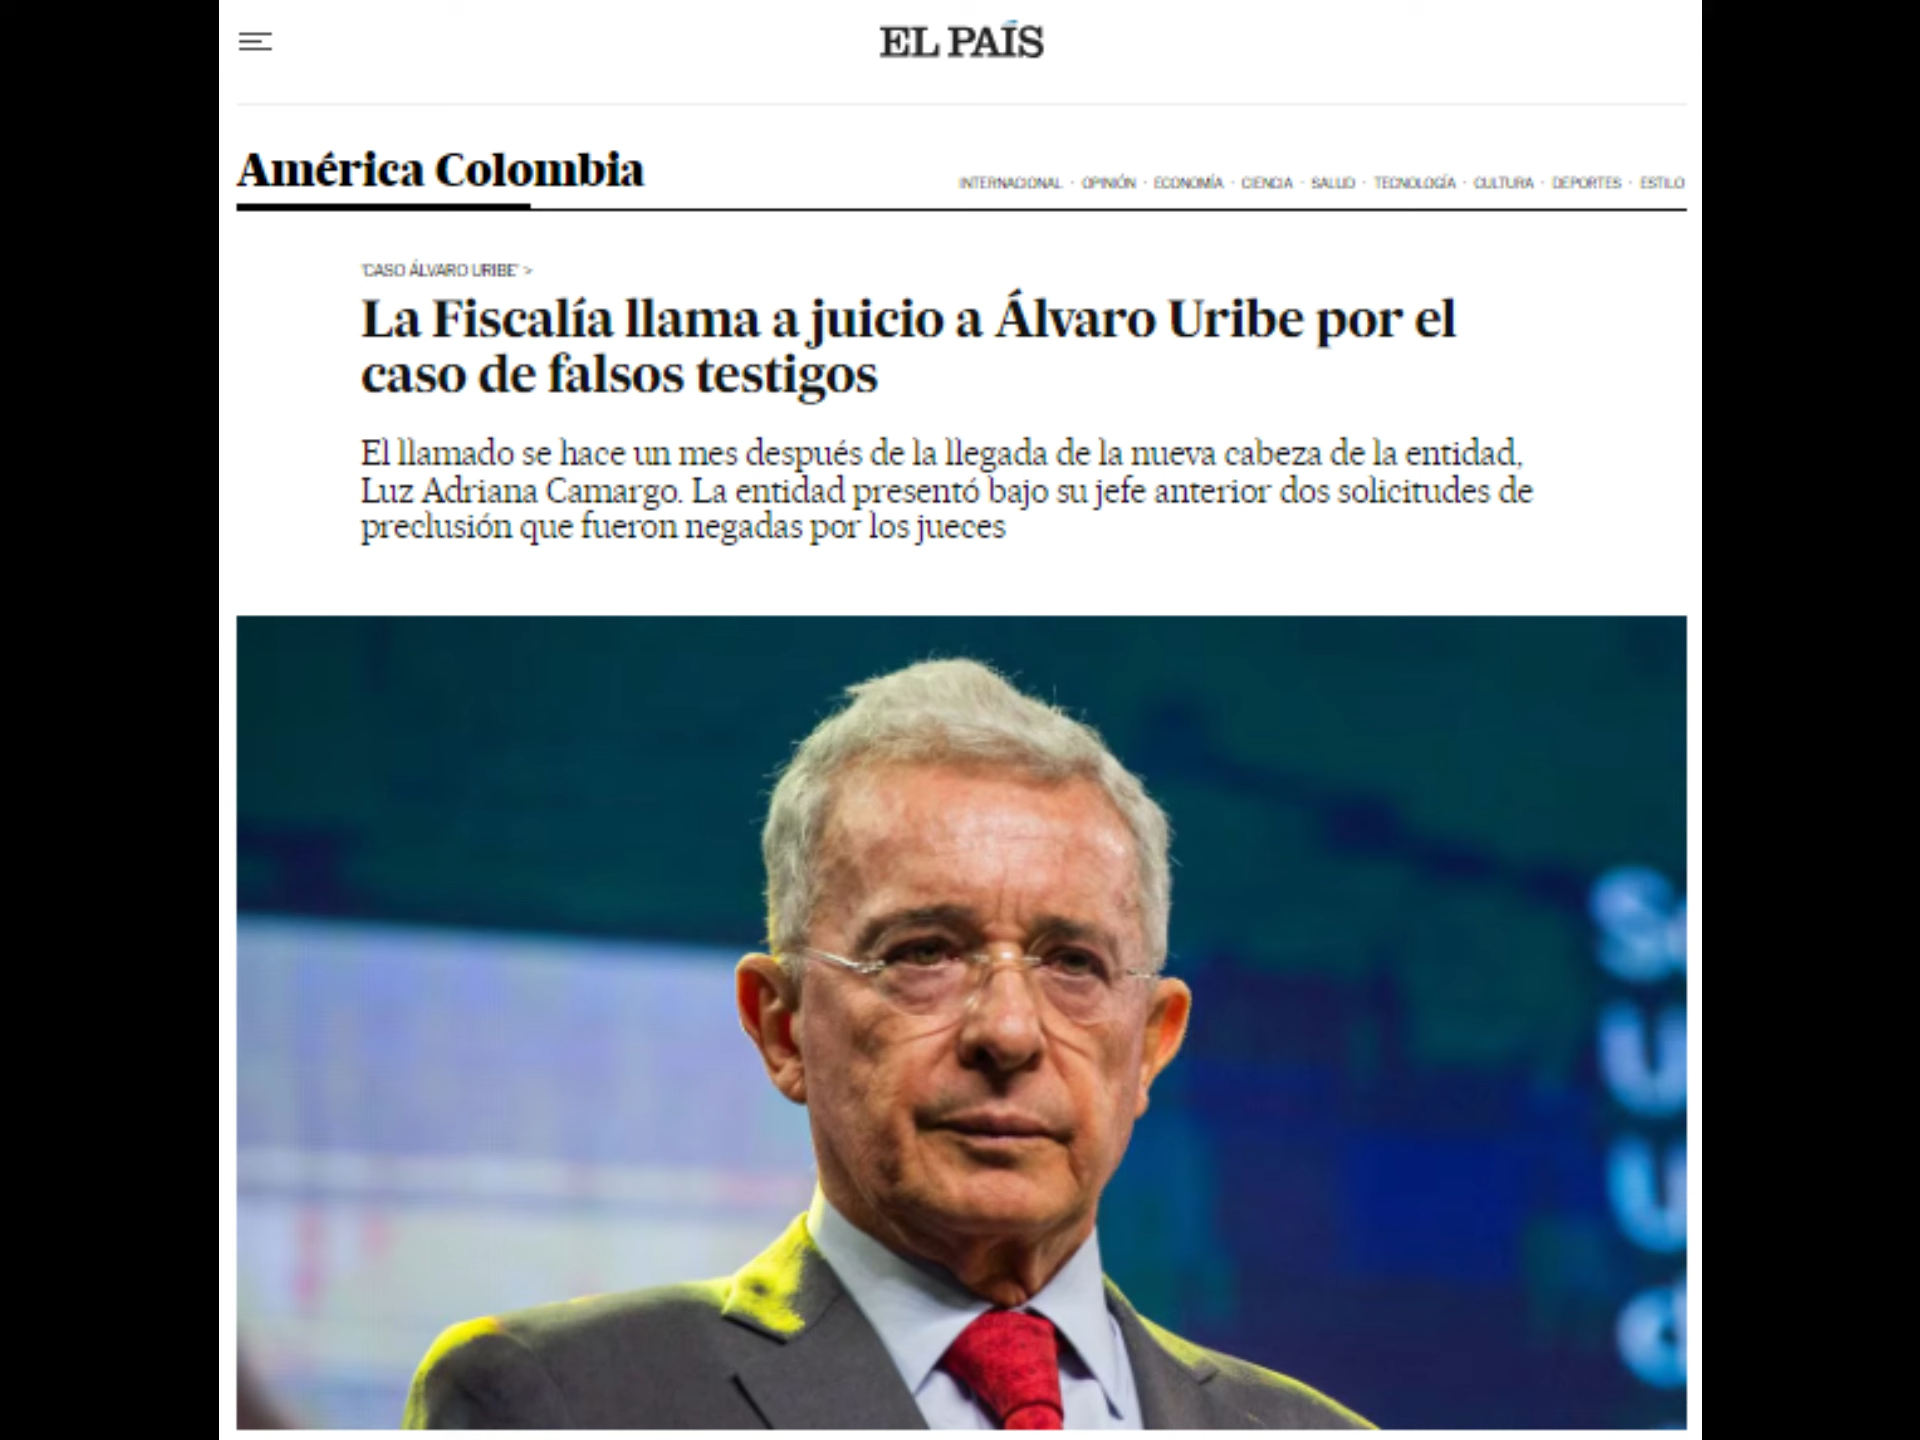 EL PAÍS
América Colombia
INTERNACIONAL · OPINIÓN · ECONOMÍA · CIENCIA · SALUD · TECNOLOGÍA · CULTURA · DEPORTES · ESTILO
'CASO ÁLVARO URIBE' >
La Fiscalía llama a juicio a Álvaro Uribe por el
caso de falsos testigos
El llamado se hace un mes después de la llegada de la nueva cabeza de la entidad,
Luz Adriana Camargo. La entidad presentó bajo su jefe anterior dos solicitudes de
preclusión que fueron negadas por los jueces